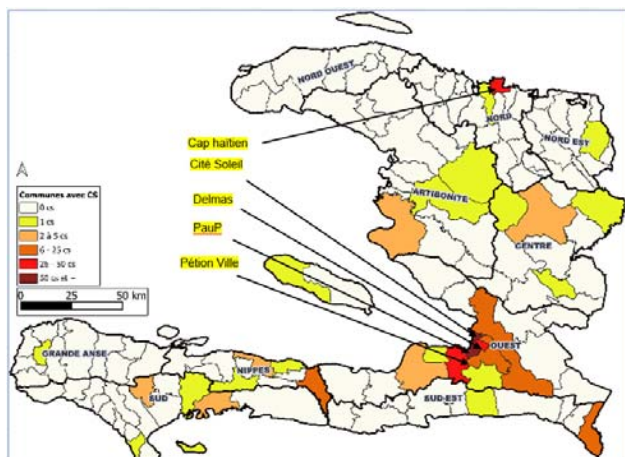 NORD OUEST
NORD
NORD EST
Cap haïtien
Cité Soleil
Delmas
PauP
Pétion Ville
ARTIBONITE
CENTRE
Communes avec CS
0 cs
1 cs
2 à 5 cs
6 - 25 cs
26 - 50 cs
50 cs et -
0 25 50 km
OUEST
GRANDE ANSE
NIPPES
SUD
SUD EST